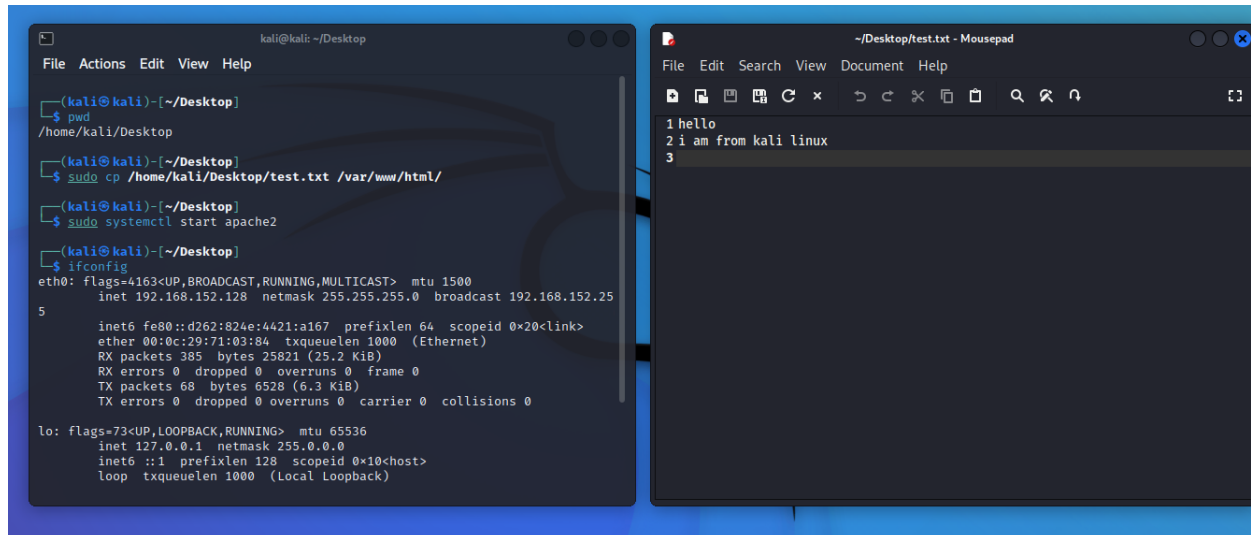 kali@kali: ~/Desktop
File Actions Edit View Help
┌──(kali㉿kali)-[~/Desktop]
└─$ pwd
/home/kali/Desktop
┌──(kali㉿kali)-[~/Desktop]
└─$ sudo cp /home/kali/Desktop/test.txt /var/www/html/
┌──(kali㉿kali)-[~/Desktop]
└─$ sudo systemctl start apache2
┌──(kali㉿kali)-[~/Desktop]
└─$ ifconfig
eth0: flags=4163<UP,BROADCAST,RUNNING,MULTICAST>  mtu 1500
        inet 192.168.152.128  netmask 255.255.255.0  broadcast 192.168.152.25
5
        inet6 fe80::d262:824e:4421:a167  prefixlen 64  scopeid 0×20<link>
        ether 00:0c:29:71:03:84  txqueuelen 1000  (Ethernet)
        RX packets 385  bytes 25821 (25.2 KiB)
        RX errors 0  dropped 0  overruns 0  frame 0
        TX packets 68  bytes 6528 (6.3 KiB)
        TX errors 0  dropped 0 overruns 0  carrier 0  collisions 0
lo: flags=73<UP,LOOPBACK,RUNNING>  mtu 65536
        inet 127.0.0.1  netmask 255.0.0.0
        inet6 ::1  prefixlen 128  scopeid 0×10<host>
        loop  txqueuelen 1000  (Local Loopback)
~/Desktop/test.txt - Mousepad
File Edit Search View Document Help
1 hello
2 i am from kali linux
3